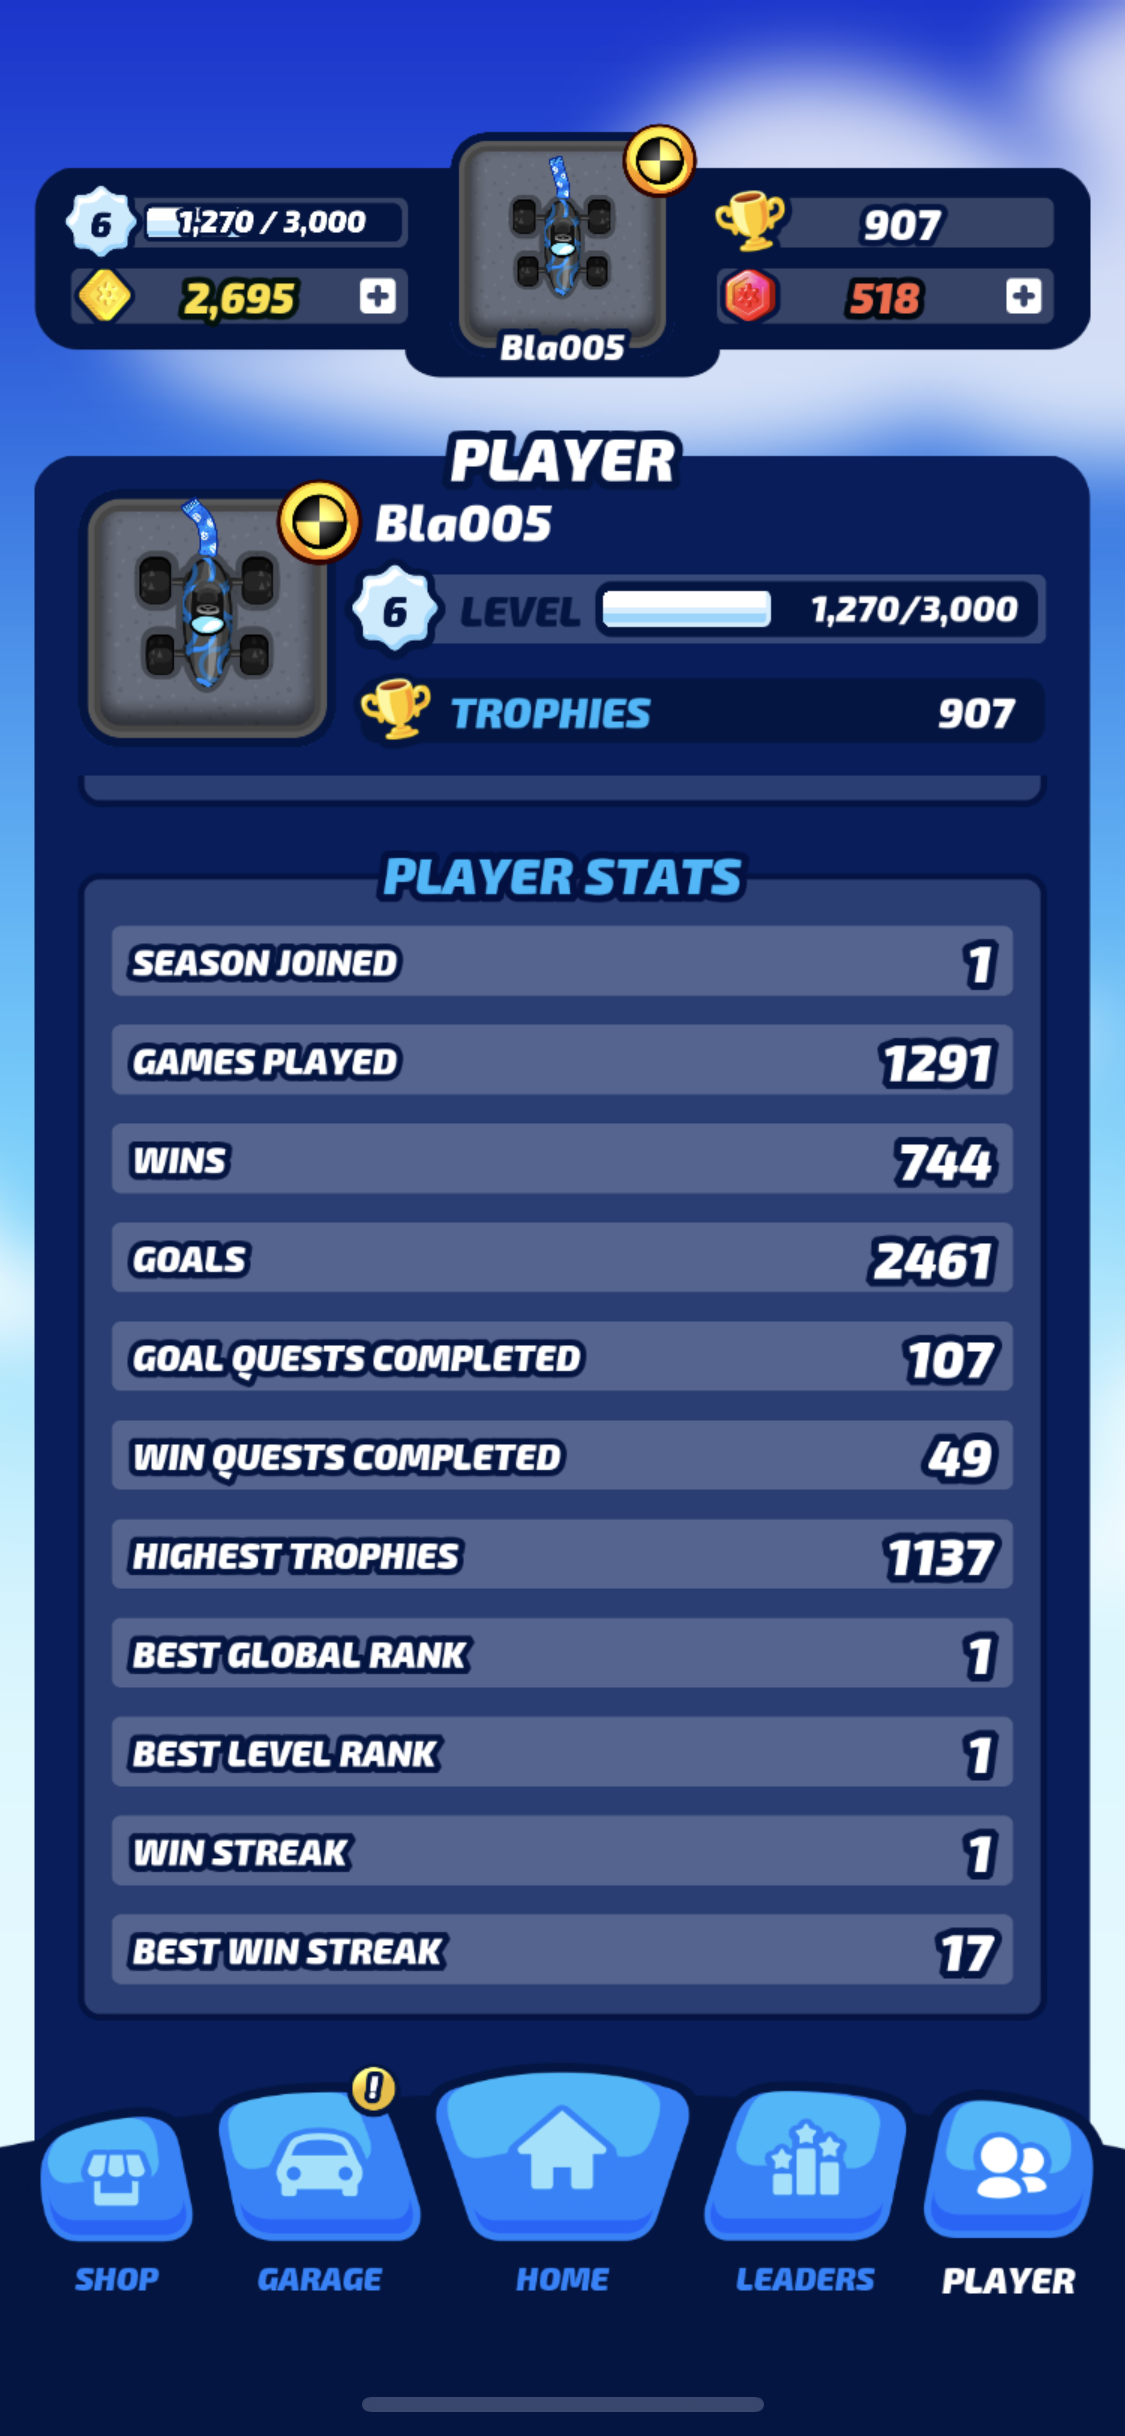 6 1,270 / 3,000
907
2,695
518
Bla005
PLAYER
Bla005
6 LEVEL 1,270/3,000
TROPHIES 907
PLAYER STATS
SEASON JOINED 1
GAMES PLAYED 1291
WINS 744
GOALS 2461
GOAL QUESTS COMPLETED 107
WIN QUESTS COMPLETED 49
HIGHEST TROPHIES 1137
BEST GLOBAL RANK 1
BEST LEVEL RANK 1
WIN STREAK 1
BEST WIN STREAK 17
!
SHOP GARAGE HOME LEADERS PLAYER